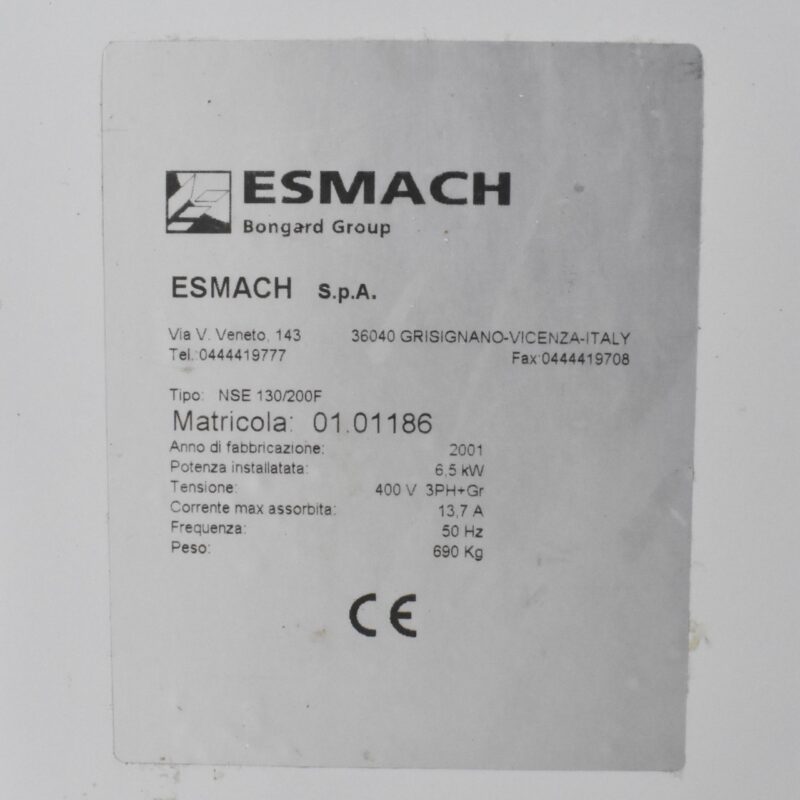 ESMACH
Bongard Group
ESMACH S.p.A.
Via V. Veneto, 143 36040 GRISIGNANO-VICENZA-ITALY
Tel.:0444419777 Fax:0444419708
Tipo: NSE 130/200F
Matricola: 01.01186
Anno di fabbricazione: 2001
Potenza installatata: 6,5 kW
Tensione: 400 V 3PH+Gr
Corrente max assorbita: 13,7 A
Frequenza: 50 Hz
Peso: 690 Kg
CE